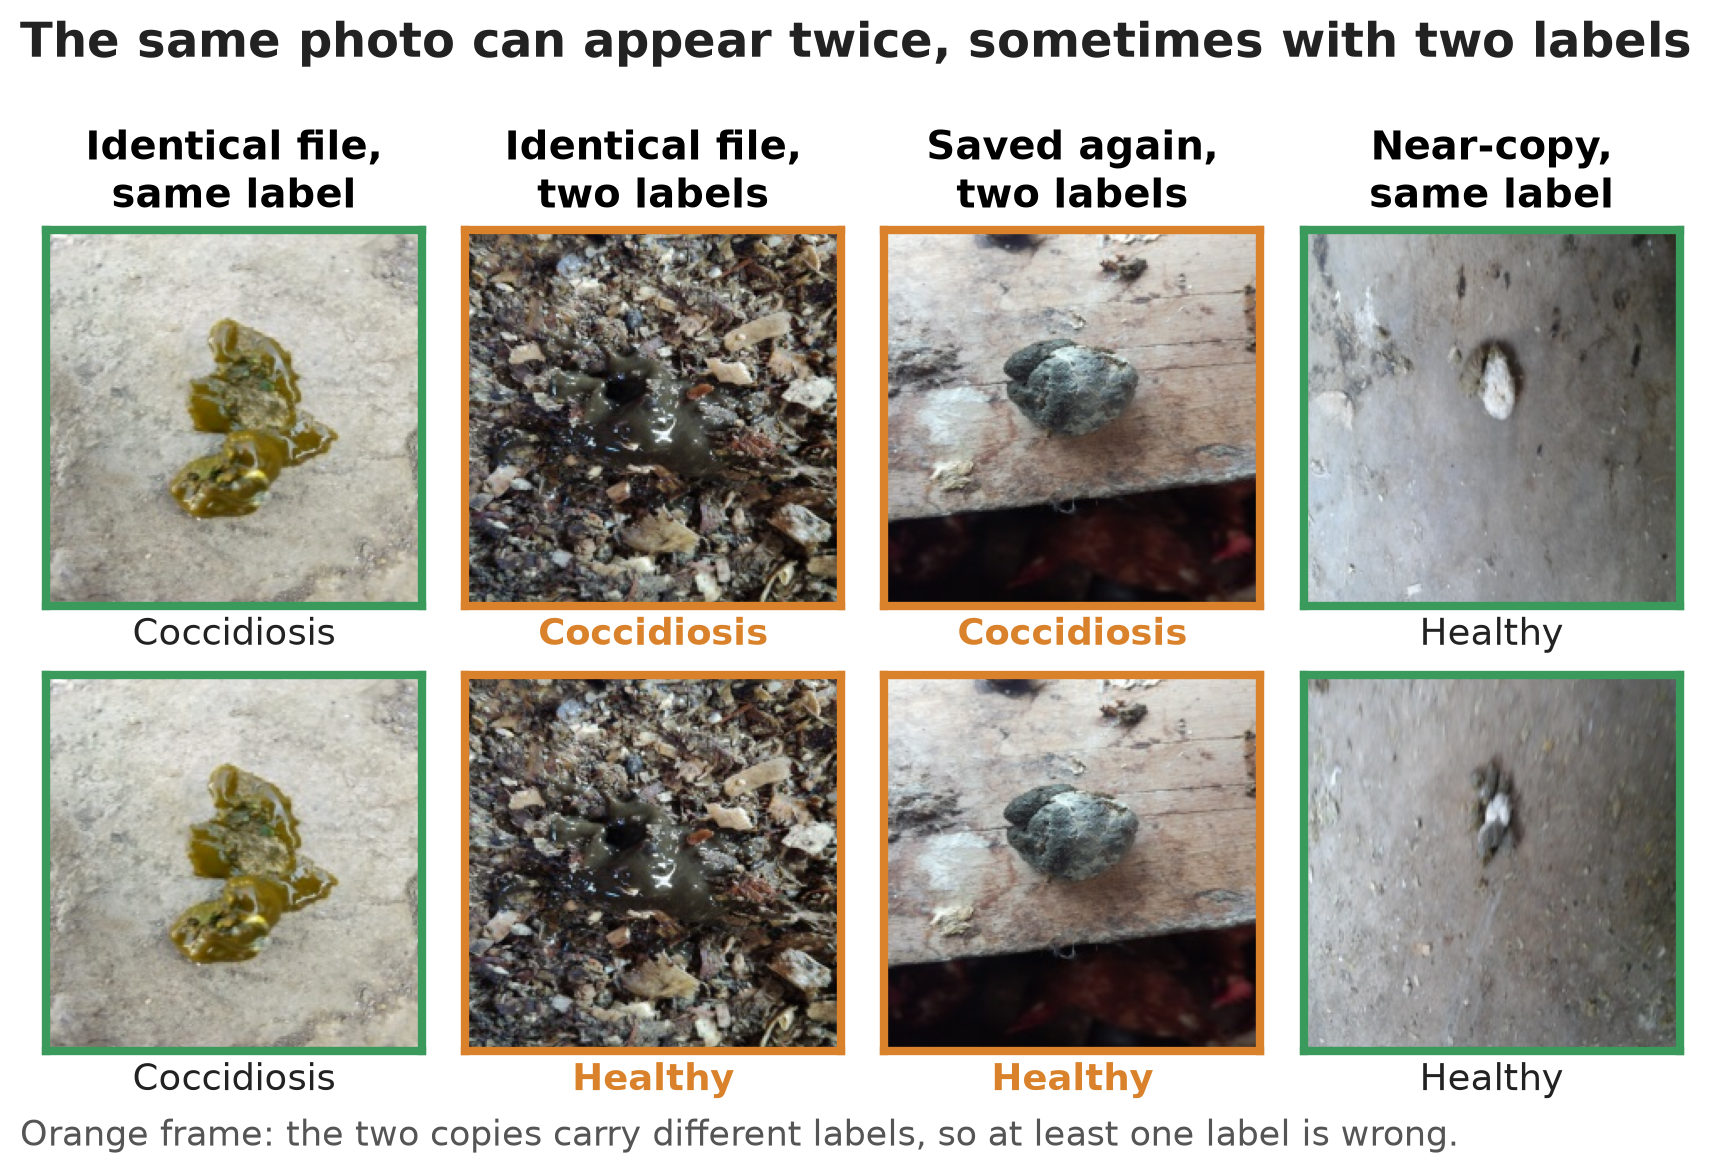 The same photo can appear twice, sometimes with two labels
Identical file,
same label
Identical file,
two labels
Saved again,
two labels
Near-copy,
same label
Coccidiosis
Coccidiosis
Coccidiosis
Healthy
Coccidiosis
Healthy
Healthy
Healthy
Orange frame: the two copies carry different labels, so at least one label is wrong.